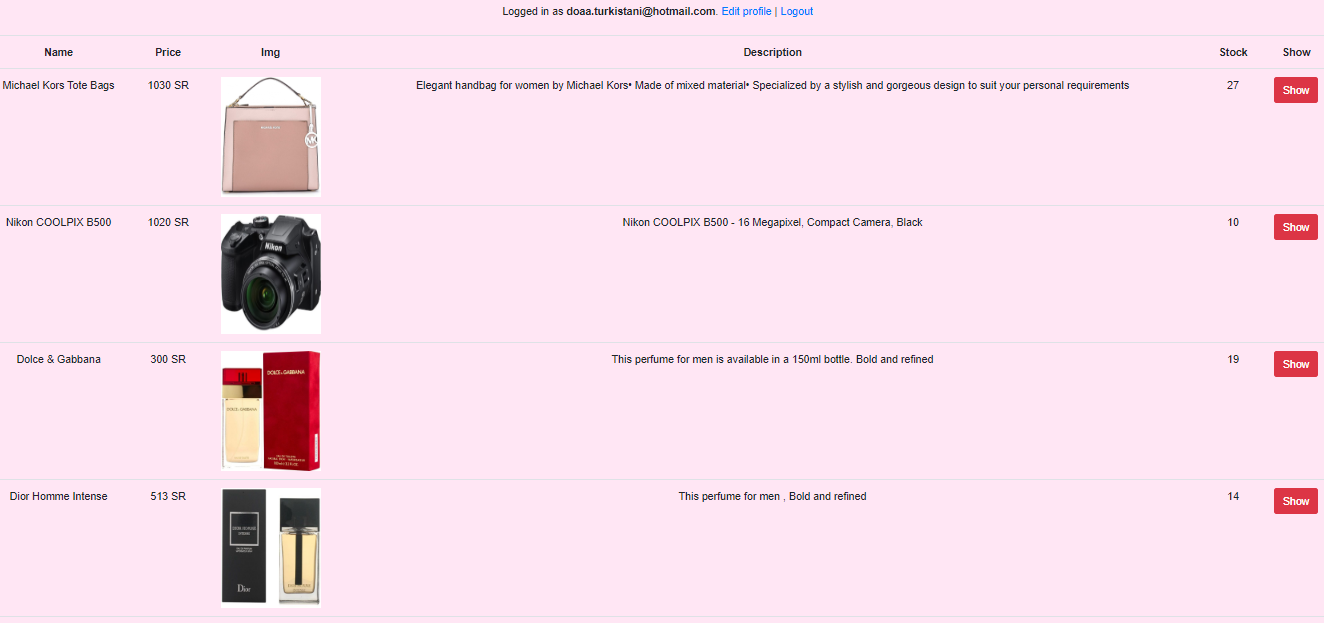 Logged in as doaa.turkistani@hotmail.com. Edit profile | Logout
Name Price Img Description Stock Show
Michael Kors Tote Bags 1030 SR Elegant handbag for women by Michael Kors• Made of mixed material• Specialized by a stylish and gorgeous design to suit your personal requirements 27 Show
Nikon COOLPIX B500 1020 SR Nikon COOLPIX B500 - 16 Megapixel, Compact Camera, Black 10 Show
Nikon
Dolce & Gabbana 300 SR This perfume for men is available in a 150ml bottle. Bold and refined 19 Show
DOLCE & GABBANA
DOLCE & GABBANA
Dior Homme Intense 513 SR This perfume for men , Bold and refined 14 Show
Dior